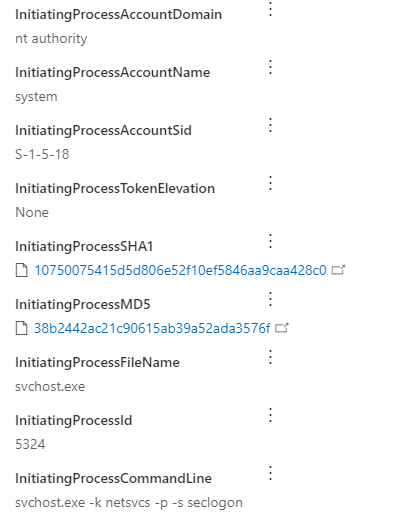 InitiatingProcessAccountDomain
nt authority
InitiatingProcessAccountName
system
InitiatingProcessAccountSid
S-1-5-18
InitiatingProcessTokenElevation
None
InitiatingProcessSHA1
10750075415d5d806e52f10ef5846aa9caa428c0
InitiatingProcessMD5
38b2442ac21c90615ab39a52ada3576f
InitiatingProcessFileName
svchost.exe
InitiatingProcessId
5324
InitiatingProcessCommandLine
svchost.exe -k netsvcs -p -s seclogon